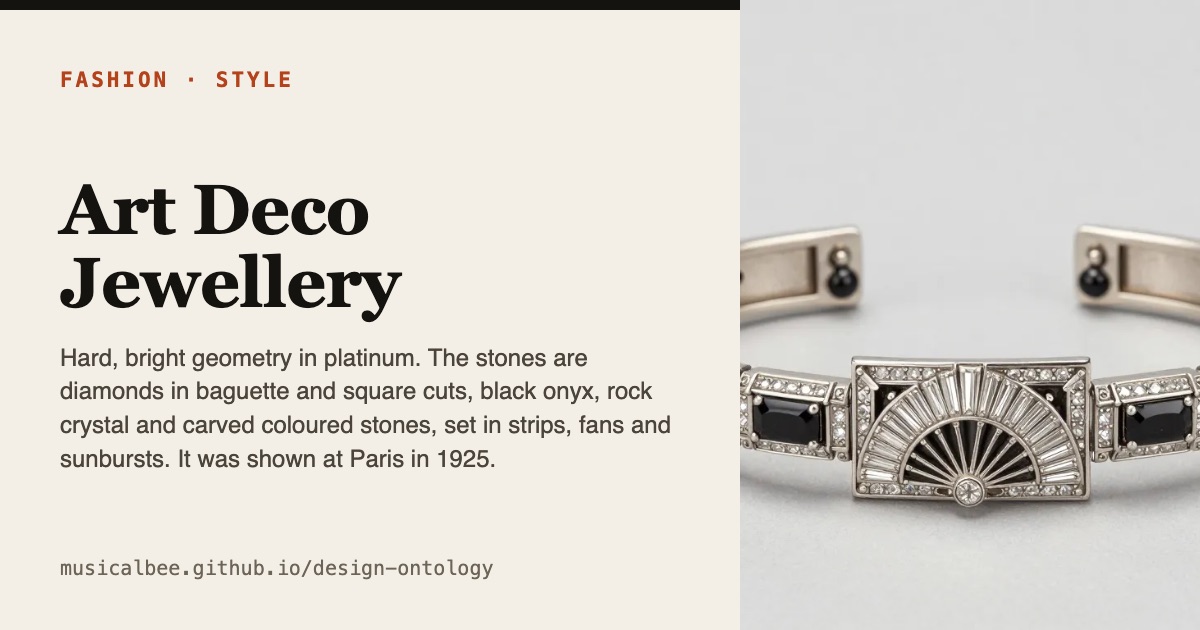 FASHION · STYLE
Art Deco
Jewellery
Hard, bright geometry in platinum. The stones are
diamonds in baguette and square cuts, black onyx, rock
crystal and carved coloured stones, set in strips, fans and
sunbursts. It was shown at Paris in 1925.
musicalbee.github.io/design-ontology